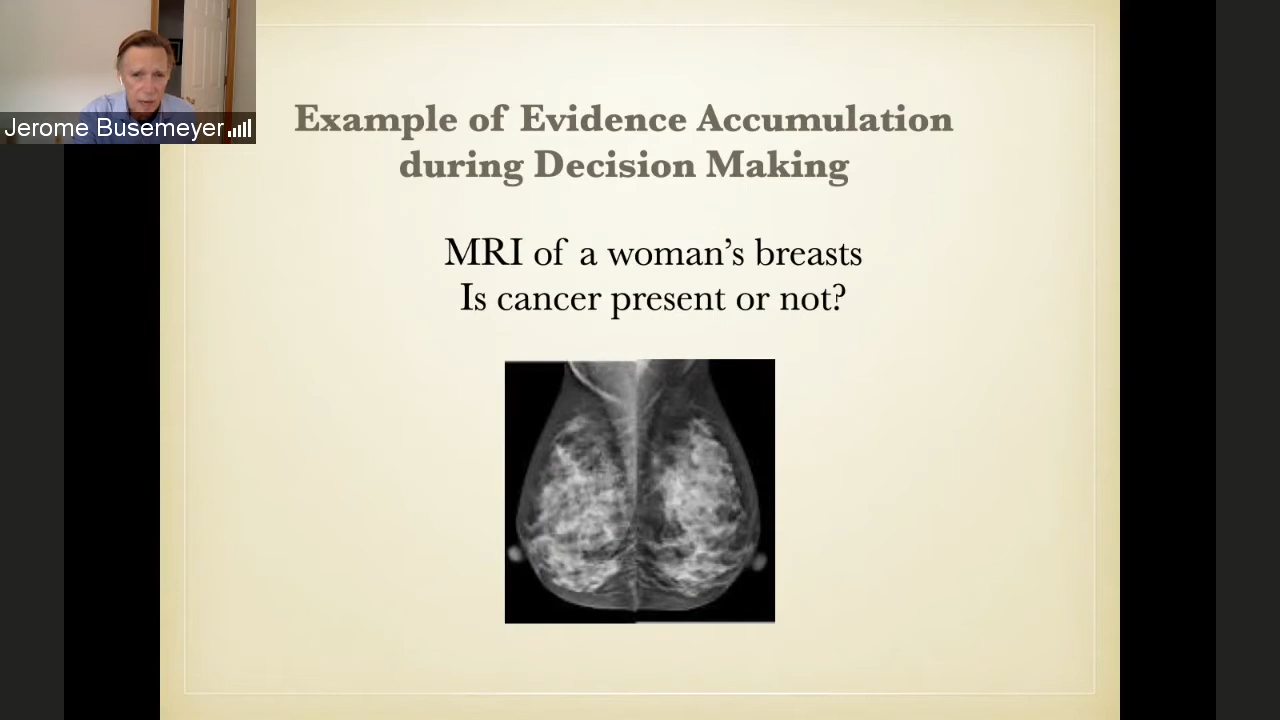 Jerome Busemeyer
Example of Evidence Accumulation
during Decision Making
MRI of a woman’s breasts
Is cancer present or not?